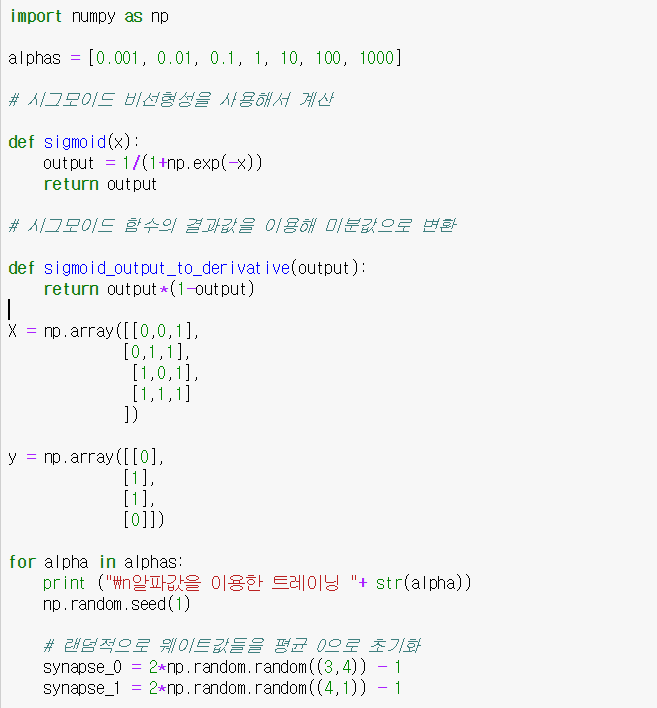 import numpy as np
alphas = [0.001, 0.01, 0.1, 1, 10, 100, 1000]
# 시그모이드 비선형성을 사용해서 계산
def sigmoid(x):
    output = 1/(1+np.exp(-x))
    return output
# 시그모이드 함수의 결과값을 이용해 미분값으로 변환
def sigmoid_output_to_derivative(output):
    return output*(1-output)
X = np.array([[0,0,1],
             [0,1,1],
              [1,0,1],
              [1,1,1]
             ])
y = np.array([[0],
             [1],
             [1],
             [0]])
for alpha in alphas:
    print ("₩n알파값을 이용한 트레이닝 "+ str(alpha))
    np.random.seed(1)
    # 랜덤적으로 웨이트값들을 평균 0으로 초기화
    synapse_0 = 2*np.random.random((3,4)) - 1
    synapse_1 = 2*np.random.random((4,1)) - 1